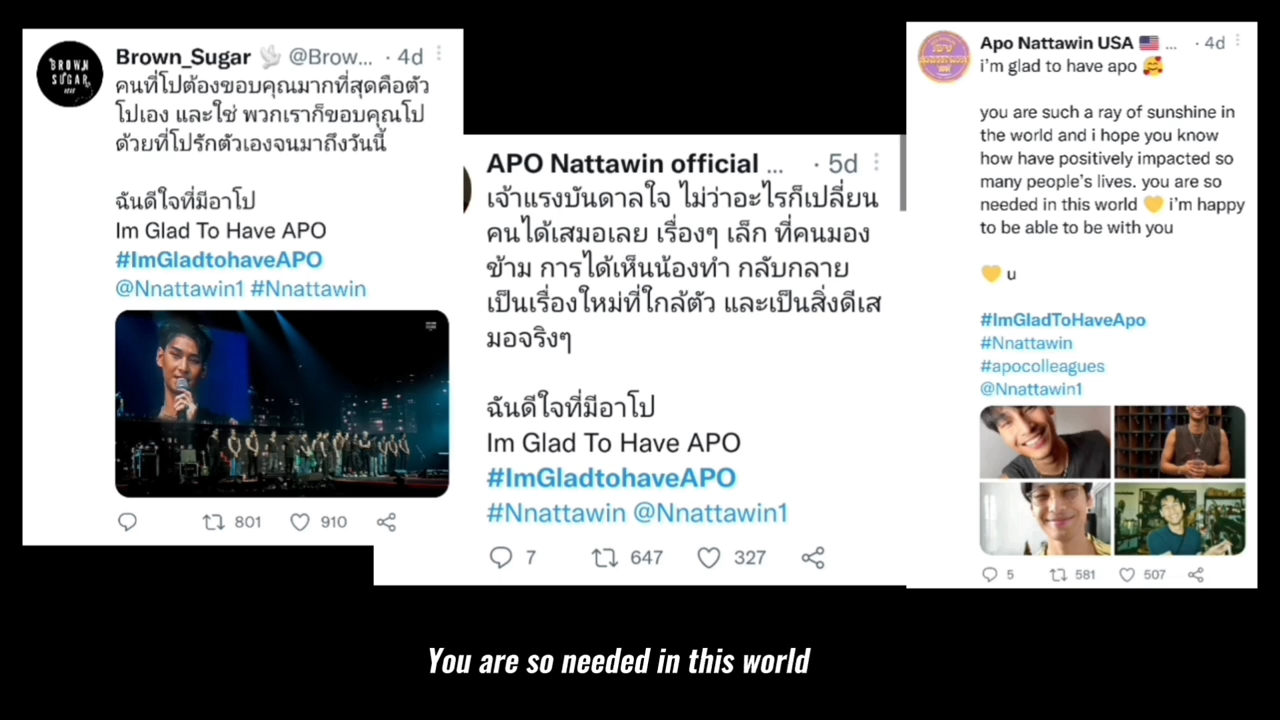 BROWN SUGAR
Brown_Sugar 🕊️ @Brow... · 4d
คนที่โปต้องขอบคุณมากที่สุดคือตัว
โปเอง และใช่ พวกเราก็ขอบคุณโป
ด้วยที่โปรักตัวเองจนมาถึงวันนี้
ฉันดีใจที่มีอาโป
Im Glad To Have APO
#ImGladtohaveAPO
@Nnattawin1 #Nnattawin
801 910
APO Nattawin official ... · 5d
เจ้าแรงบันดาลใจ ไม่ว่าอะไรก็เปลี่ยน
คนได้เสมอเลย เรื่องๆ เล็ก ที่คนมอง
ข้าม การได้เห็นน้องทำ กลับกลาย
เป็นเรื่องใหม่ที่ใกล้ตัว และเป็นสิ่งดีเส
มอจริงๆ
ฉันดีใจที่มีอาโป
Im Glad To Have APO
#ImGladtohaveAPO
#Nnattawin @Nnattawin1
7 647 327
Apo Nattawin USA 🇺🇸 ... · 4d
i'm glad to have apo 🥰
you are such a ray of sunshine in
the world and i hope you know
how have positively impacted so
many people's lives. you are so
needed in this world 💛 i'm happy
to be able to be with you
💛 u
#ImGladToHaveApo
#Nnattawin
#apocolleagues
@Nnattawin1
5 581 507
You are so needed in this world